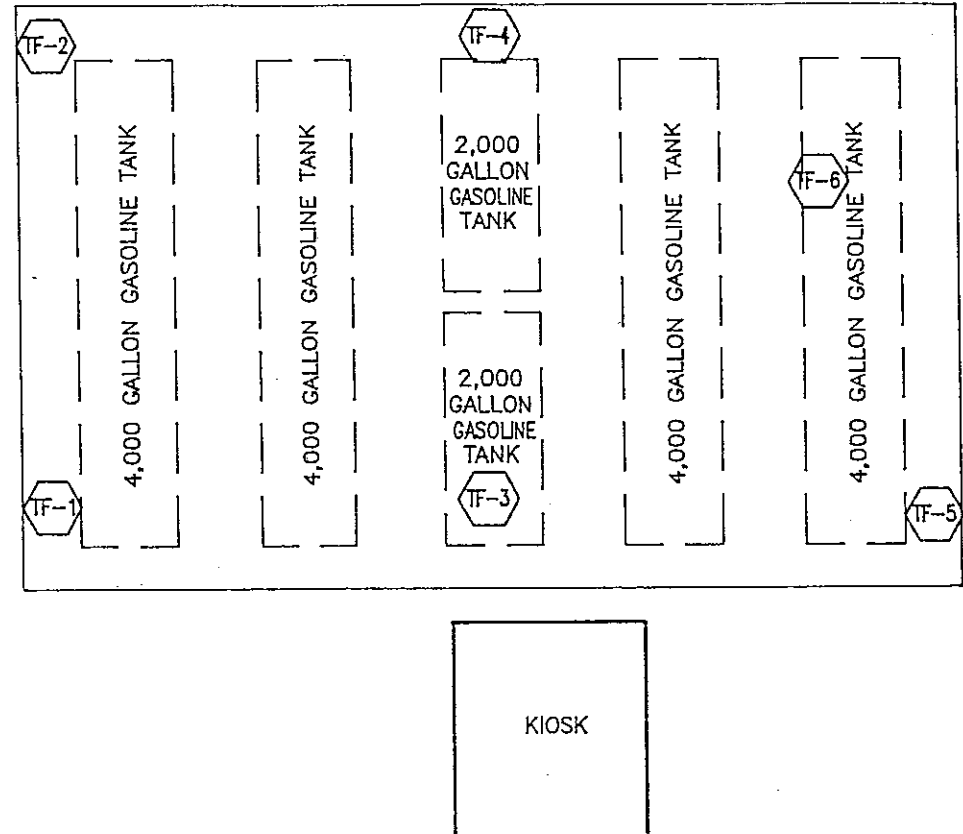 TF-2
TF-4
4,000 GALLON GASOLINE TANK
4,000 GALLON GASOLINE TANK
2,000
GALLON
GASOLINE
TANK
4,000 GALLON GASOLINE TANK
4,000 GALLON GASOLINE TANK
TF-6
2,000
GALLON
GASOLINE
TANK
TF-1
TF-3
TF-5
KIOSK